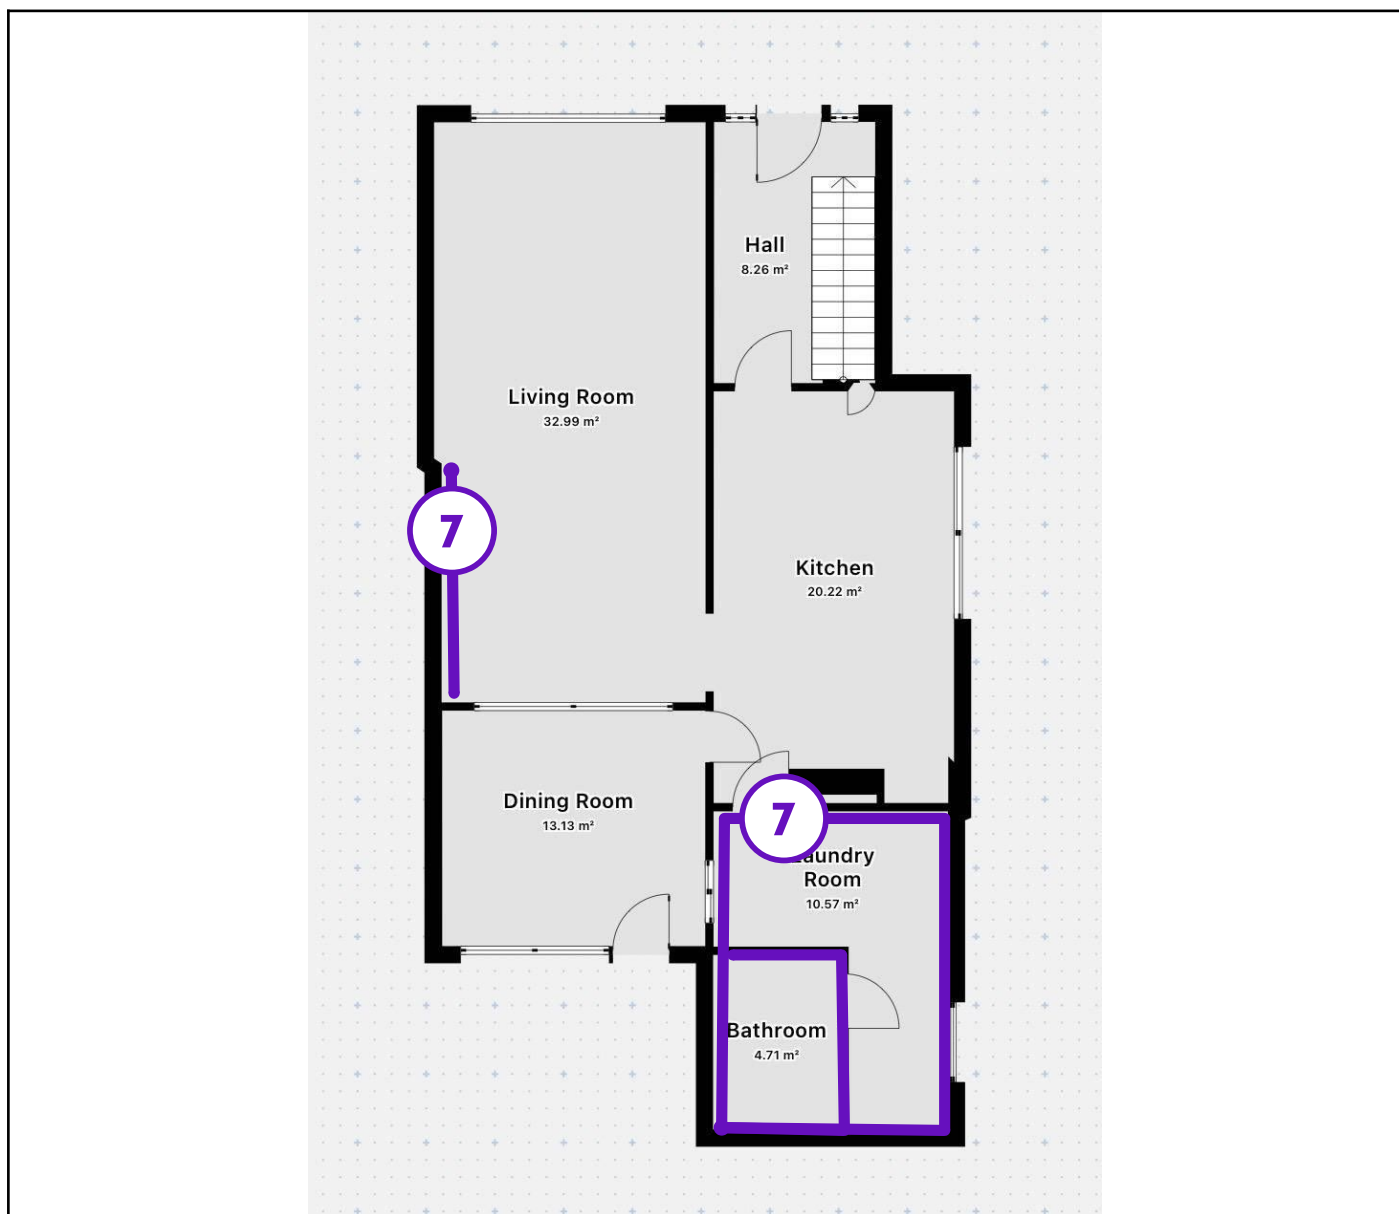 Hall
8.26 m²
Living Room
32.99 m²
7
Kitchen
20.22 m²
Dining Room
13.13 m²
7
Laundry
Room
10.57 m²
Bathroom
4.71 m²